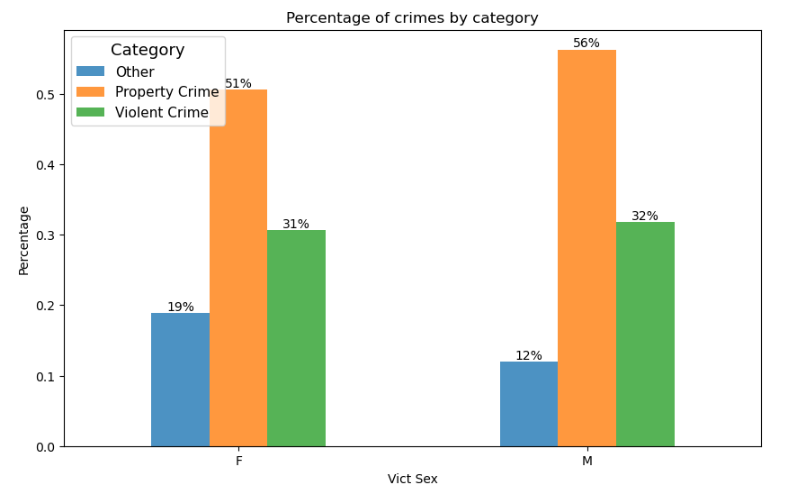 Percentage of crimes by category
Category
Other
Property Crime
Violent Crime
51%
56%
31%
32%
19%
12%
0.5
0.4
0.3
0.2
0.1
0.0
Percentage
F
M
Vict Sex